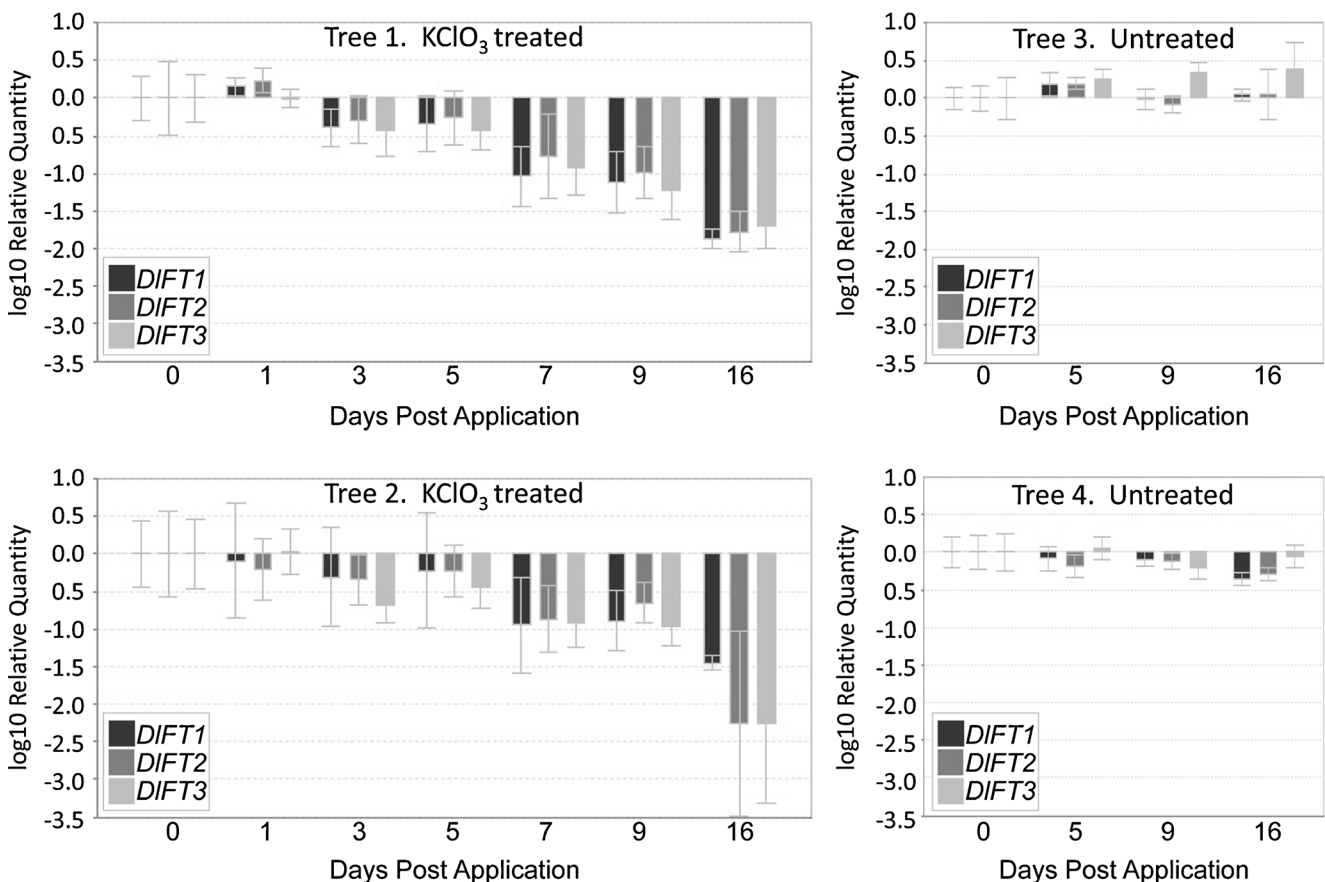 Tree 1. KClO₃ treated
log10 Relative Quantity
1.0
0.5
0.0
0.5
-1.0
-1.5
-2.0
-2.5
-3.0
-3.5
DlFT1
DlFT2
DlFT3
0 1 3 5 7 9 16
Days Post Application
Tree 3. Untreated
log10 Relative Quantity
1.0
0.5
0.0
0.5
-1.0
-1.5
-2.0
-2.5
-3.0
-3.5
DlFT1
DlFT2
DlFT3
0 5 9 16
Days Post Application
Tree 2. KClO₃ treated
log10 Relative Quantity
1.0
0.5
0.0
0.5
-1.0
-1.5
-2.0
-2.5
-3.0
-3.5
DlFT1
DlFT2
DlFT3
0 1 3 5 7 9 16
Days Post Application
Tree 4. Untreated
log10 Relative Quantity
1.0
0.5
0.0
0.5
-1.0
-1.5
-2.0
-2.5
-3.0
-3.5
DlFT1
DlFT2
DlFT3
0 5 9 16
Days Post Application